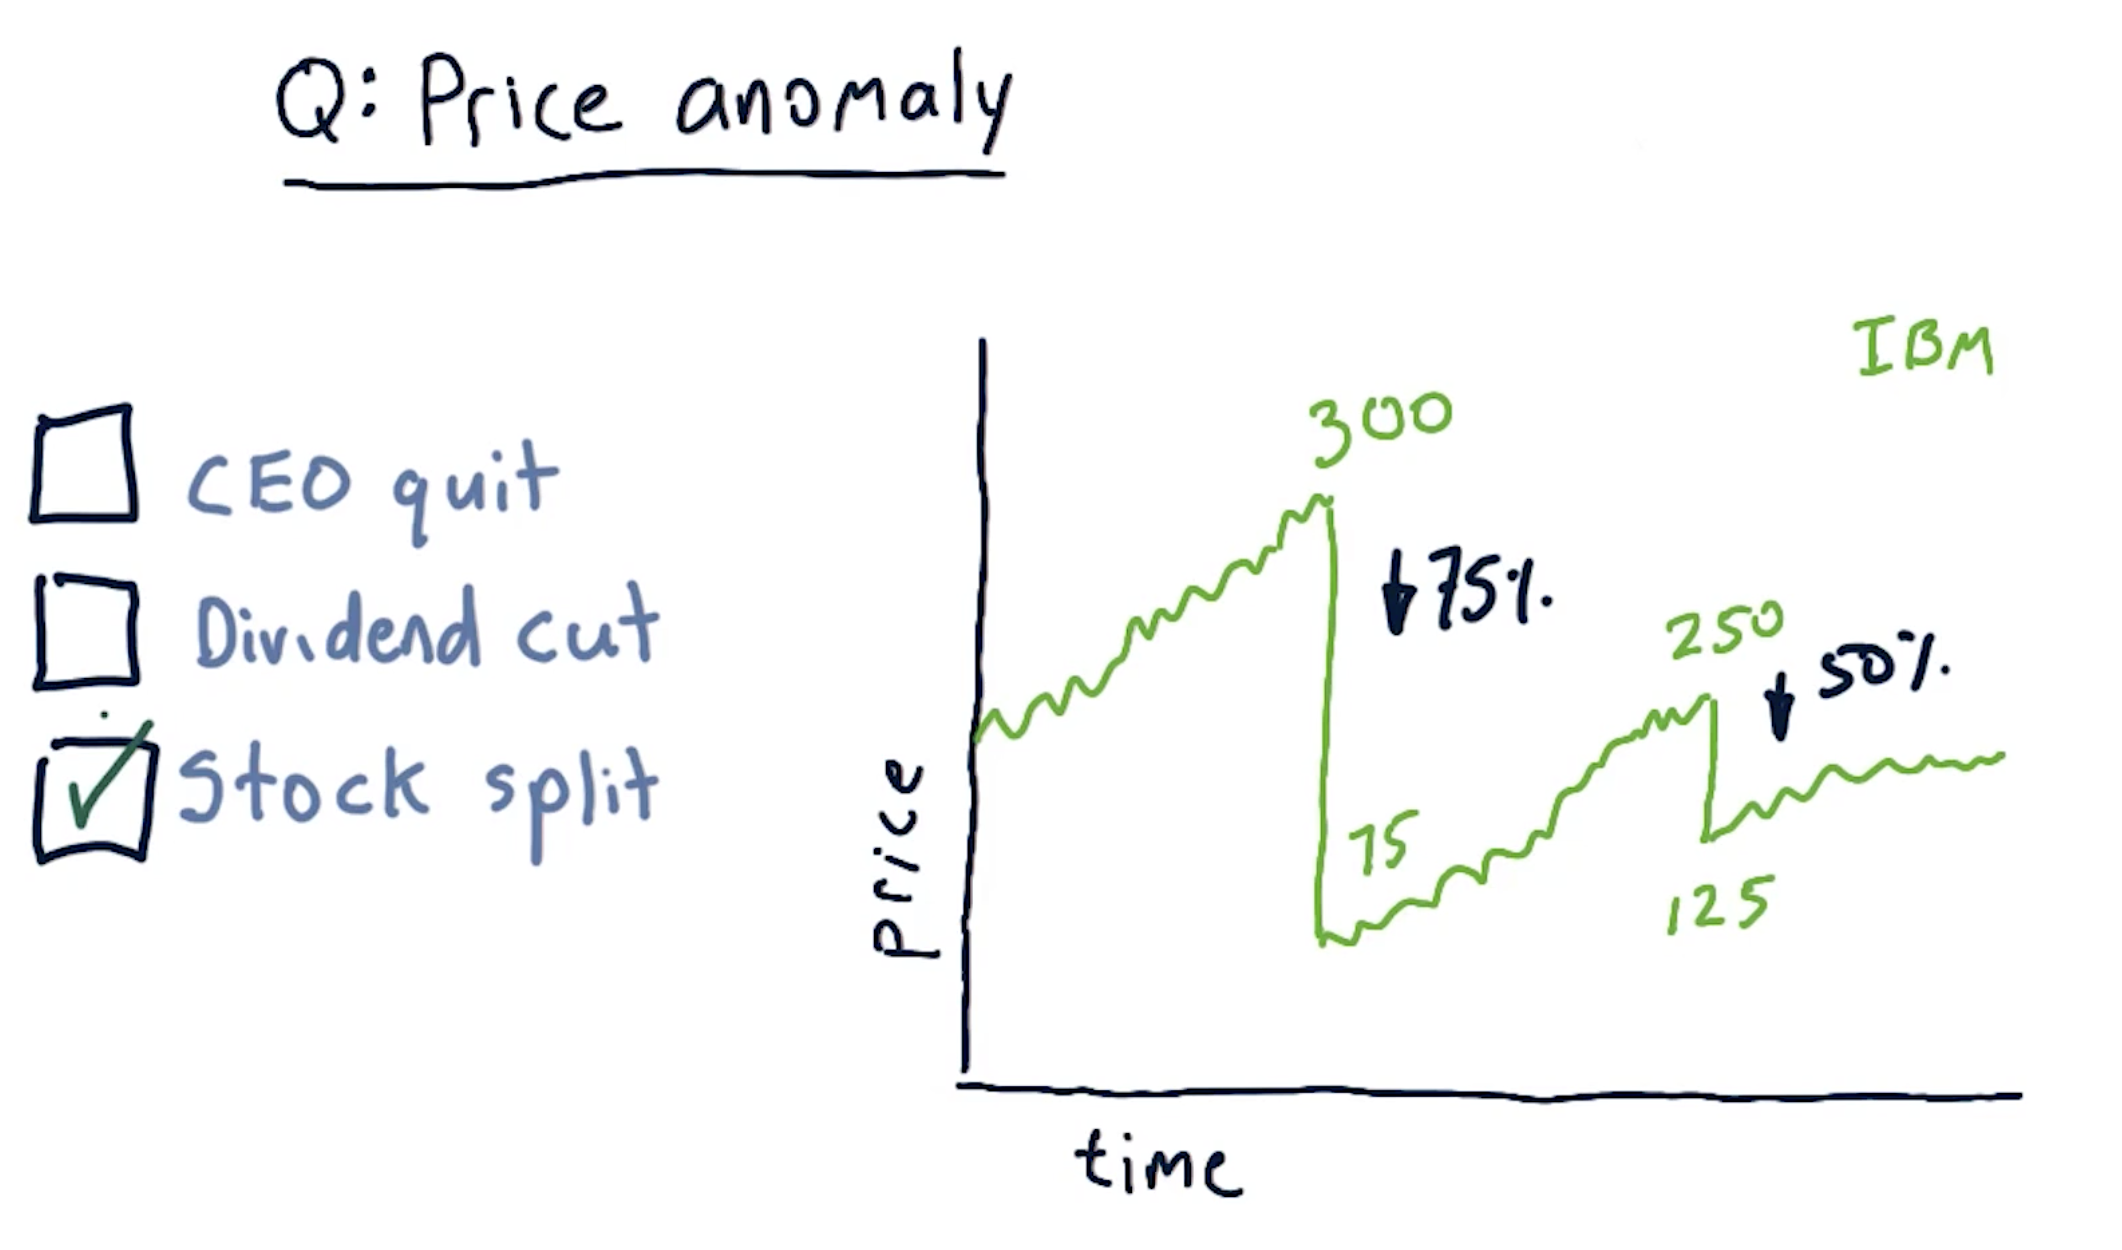 Q: Price anomaly
CEO quit
Dividend cut
Stock split
IBM
300
↓75%.
250
↓50%.
75
125
price
time